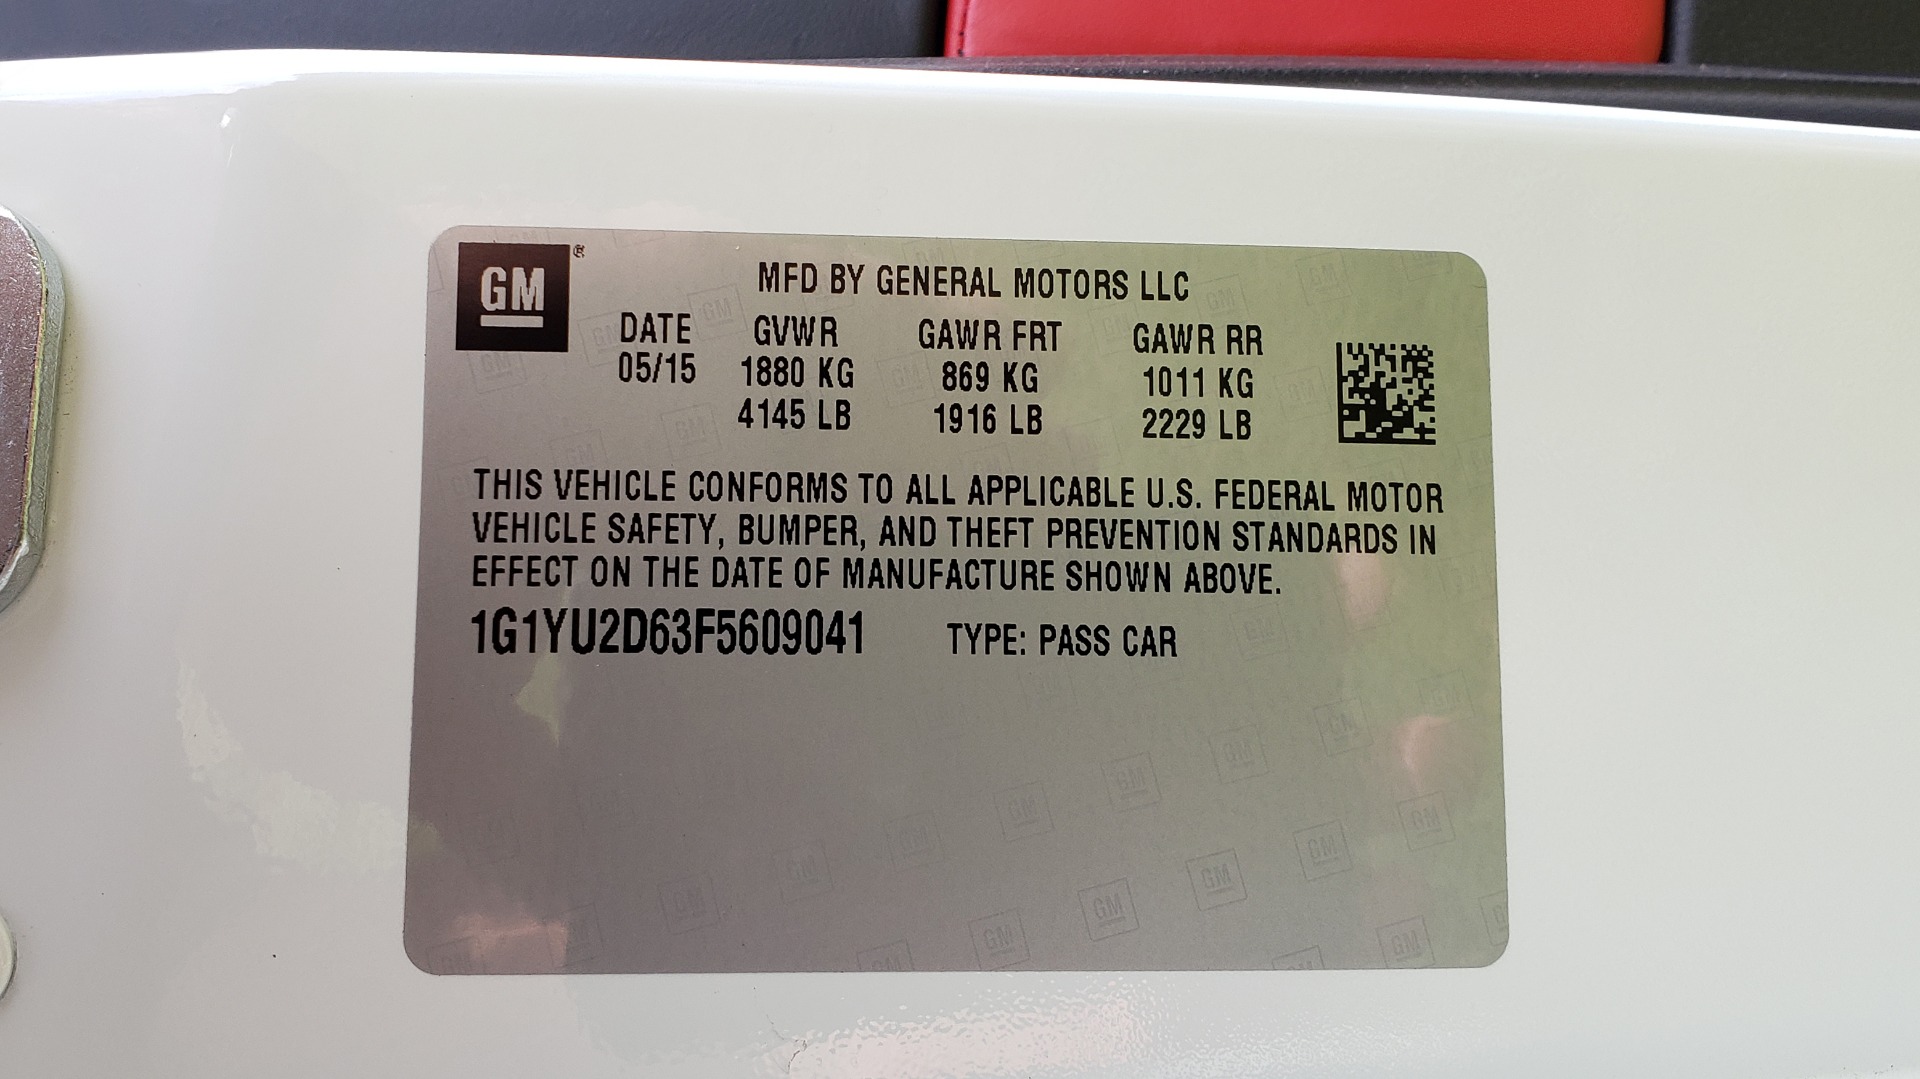 GM ®
MFD BY GENERAL MOTORS LLC
DATE GVWR GAWR FRT GAWR RR
05/15 1880 KG 869 KG 1011 KG
4145 LB 1916 LB 2229 LB
THIS VEHICLE CONFORMS TO ALL APPLICABLE U.S. FEDERAL MOTOR
VEHICLE SAFETY, BUMPER, AND THEFT PREVENTION STANDARDS IN
EFFECT ON THE DATE OF MANUFACTURE SHOWN ABOVE.
1G1YU2D63F5609041 TYPE: PASS CAR